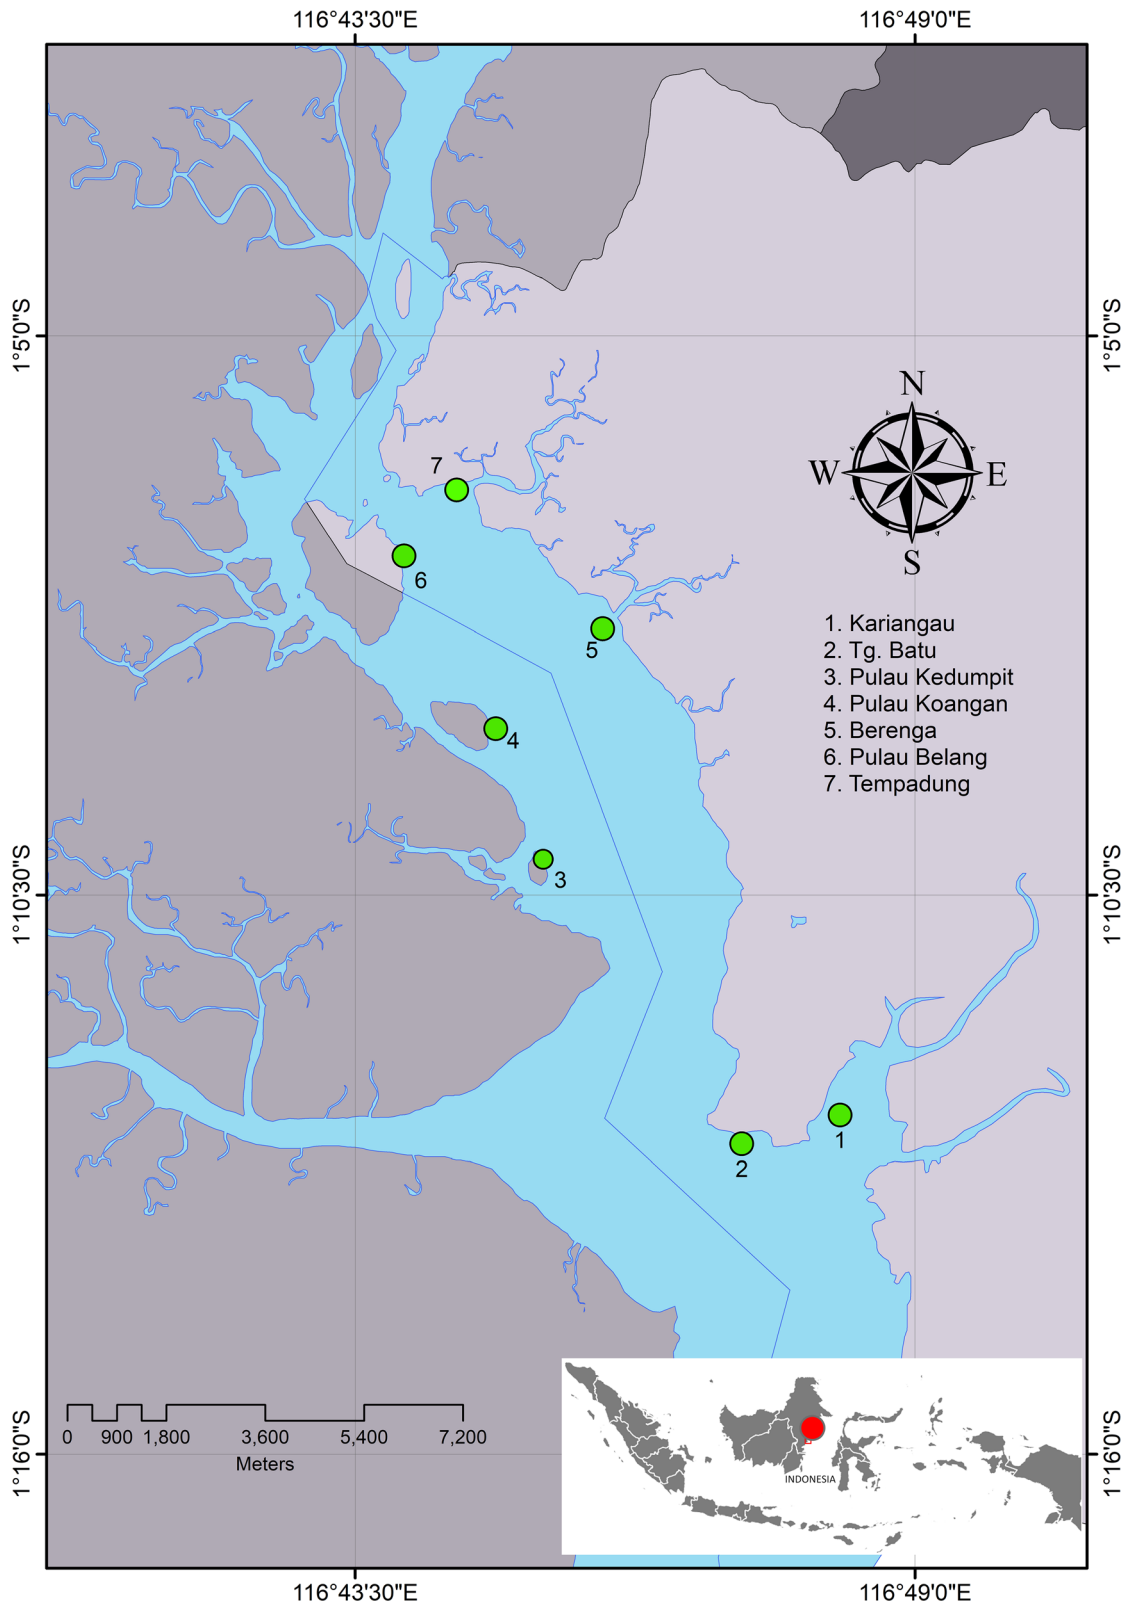 116°43'30"E 116°49'0"E
1°5'0"S 1°5'0"S
N
W E
S
7
6
5
1. Kariangau
2. Tg. Batu
3. Pulau Kedumpit
4. Pulau Koangan
5. Berenga
6. Pulau Belang
7. Tempadung
4
3
1°10'30"S 1°10'30"S
1
2
0 900 1,800 3,600 5,400 7,200
Meters
INDONESIA
1°16'0"S 1°16'0"S
116°43'30"E 116°49'0"E